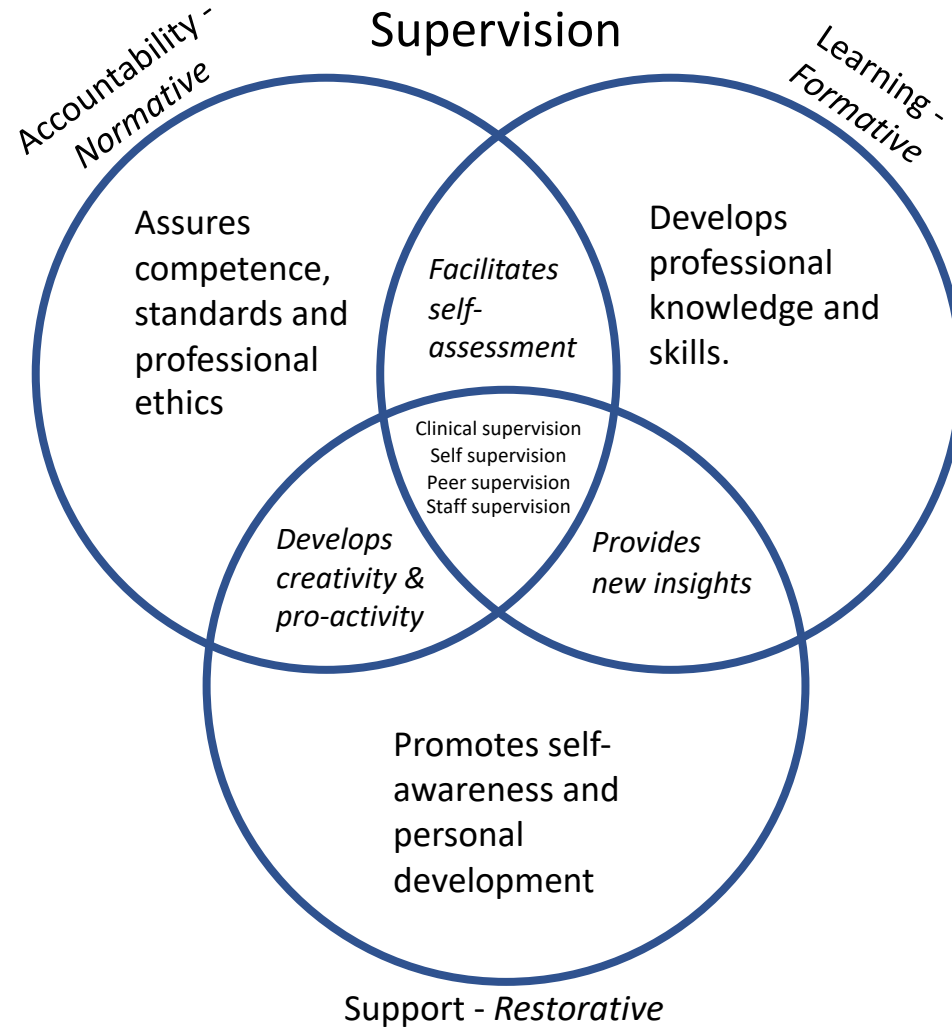 Supervision
Accountability -
Normative
Learning -
Formative
Assures
competence,
standards and
professional
ethics
Facilitates
self-
assessment
Develops
professional
knowledge and
skills.
Clinical supervision
Self supervision
Peer supervision
Staff supervision
Develops
creativity &
pro-activity
Provides
new insights
Promotes self-
awareness and
personal
development
Support - Restorative